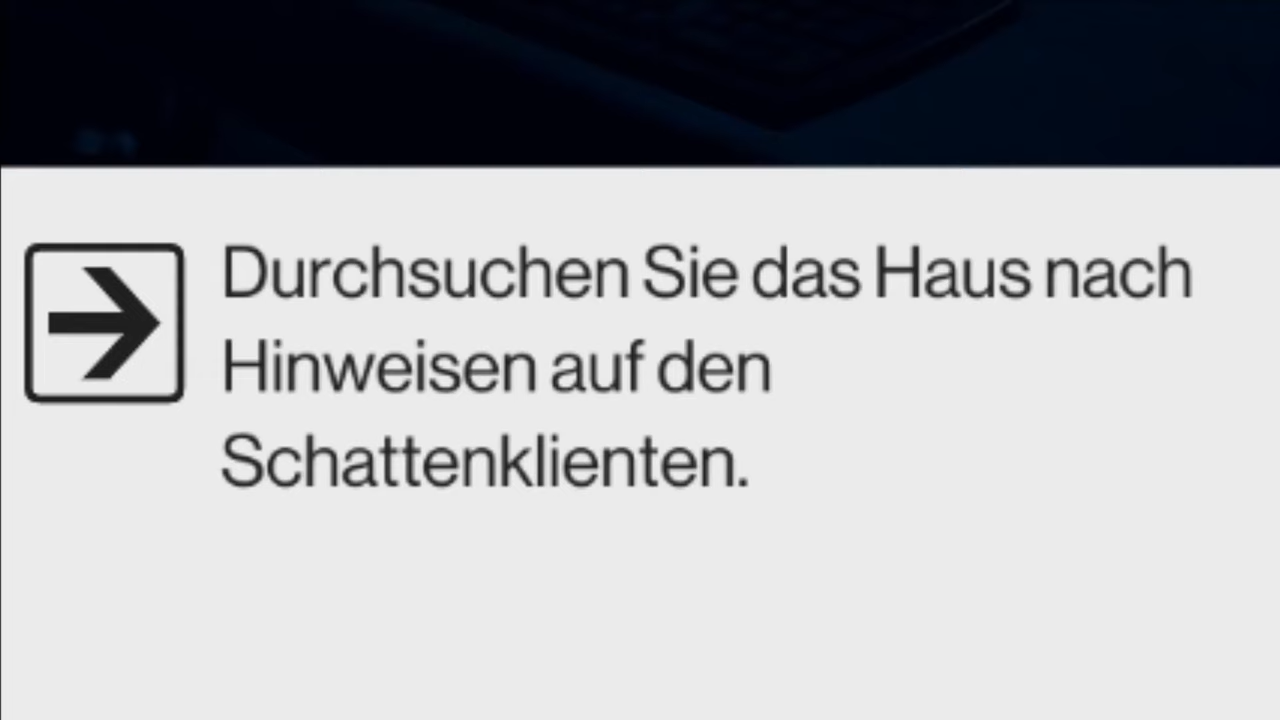 Durchsuchen Sie das Haus nach
Hinweisen auf den
Schattenklienten.